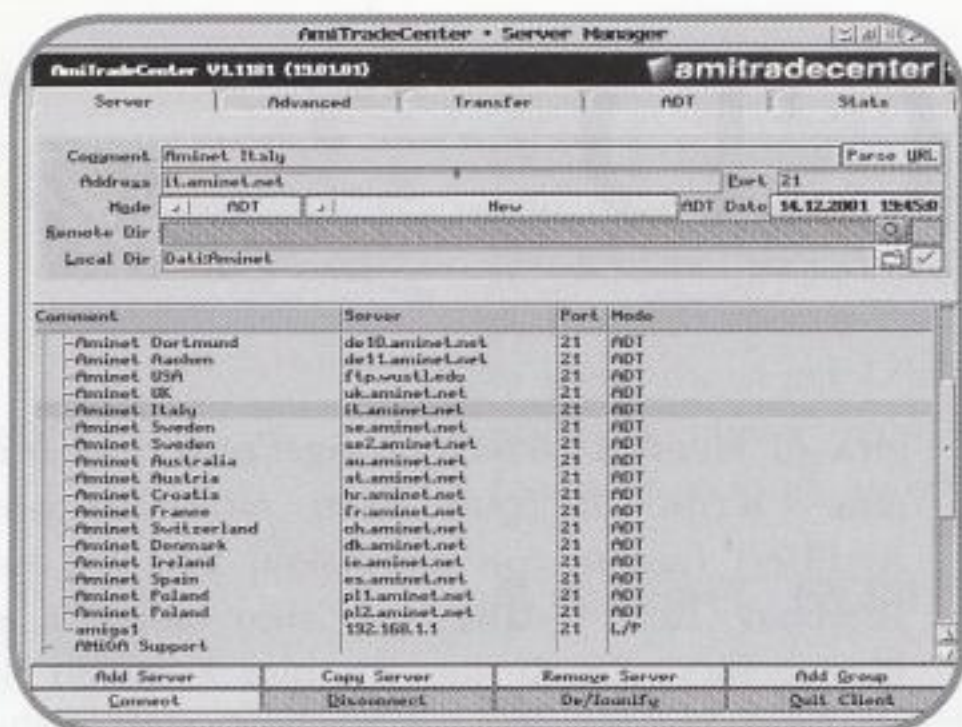 AmiTradeCenter • Server Manager
AmiTradeCenter V1.1181 (13.01.01) amitradecenter
Server Advanced Transfer ADT Stats
Comment Aminet Italy Parse URL
Address it.aminet.net Port 21
Mode ADT New ADT Date 14.12.2001 19:45:0
Remote Dir
Local Dir Dati:Aminet
Comment Server Port Mode
Aminet Dortmund de10.aminet.net 21 ADT
Aminet Aachen de11.aminet.net 21 ADT
Aminet USA ftp.wustl.edu 21 ADT
Aminet UK uk.aminet.net 21 ADT
Aminet Italy it.aminet.net 21 ADT
Aminet Sweden se.aminet.net 21 ADT
Aminet Sweden se2.aminet.net 21 ADT
Aminet Australia au.aminet.net 21 ADT
Aminet Austria at.aminet.net 21 ADT
Aminet Croatia hr.aminet.net 21 ADT
Aminet France fr.aminet.net 21 ADT
Aminet Switzerland ch.aminet.net 21 ADT
Aminet Denmark dk.aminet.net 21 ADT
Aminet Ireland ie.aminet.net 21 ADT
Aminet Spain es.aminet.net 21 ADT
Aminet Poland pl1.aminet.net 21 ADT
Aminet Poland pl2.aminet.net 21 ADT
amiga1 192.168.1.1 21 L/P
AMIGA Support
Add Server Copy Server Remove Server Add Group
Connect Disconnect De/Iconify Quit Client